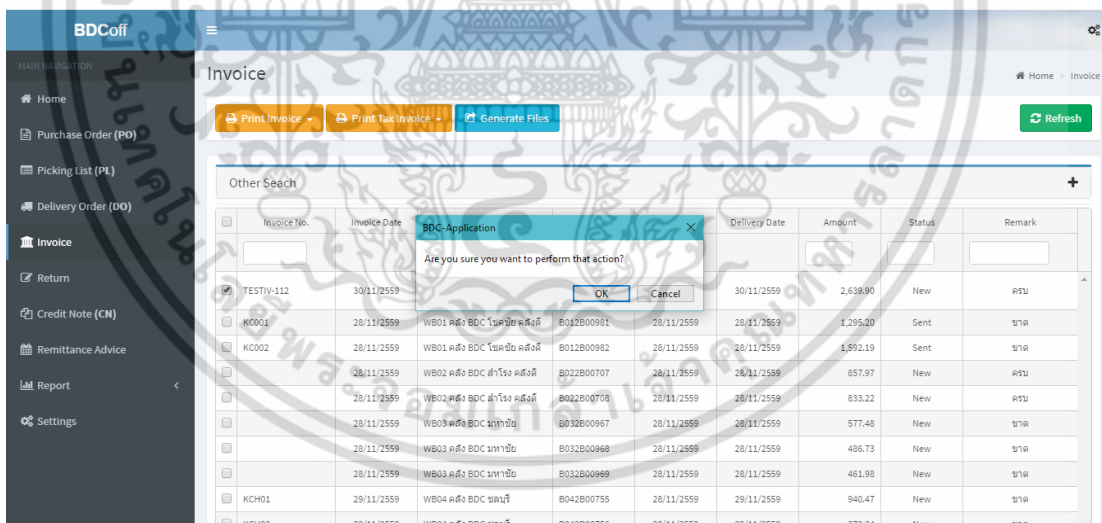 BDCoff
MAIN NAVIGATION
Home
Purchase Order (PO)
Picking List (PL)
Delivery Order (DO)
Invoice
Return
Credit Note (CN)
Remittance Advice
Report
Settings
Invoice
Home > Invoice
Print Invoice Print Tax Invoice Generate Files Refresh
Other Seach +
Invoice No. Invoice Date Delivery Date Amount Status Remark
BDC-Application
Are you sure you want to perform that action?
OK Cancel
TESTIV-112 30/11/2559 30/11/2559 2,639.90 New ครบ
KC001 28/11/2559 WB01 คลัง BDC โชคชัย คลังดี B012B00981 28/11/2559 28/11/2559 1,295.20 Sent ขาด
KC002 28/11/2559 WB01 คลัง BDC โชคชัย คลังดี B012B00982 28/11/2559 28/11/2559 1,592.19 Sent ขาด
28/11/2559 WB02 คลัง BDC สำโรง คลังดี B022B00707 28/11/2559 28/11/2559 857.97 New ครบ
28/11/2559 WB02 คลัง BDC สำโรง คลังดี B022B00708 28/11/2559 28/11/2559 833.22 New ครบ
28/11/2559 WB03 คลัง BDC มหาชัย B032B00967 28/11/2559 28/11/2559 577.48 New ขาด
28/11/2559 WB03 คลัง BDC มหาชัย B032B00968 28/11/2559 28/11/2559 486.73 New ขาด
28/11/2559 WB03 คลัง BDC มหาชัย B032B00969 28/11/2559 28/11/2559 461.98 New ขาด
KCH01 29/11/2559 WB04 คลัง BDC ชลบุรี B042B00755 28/11/2559 29/11/2559 940.47 New ขาด